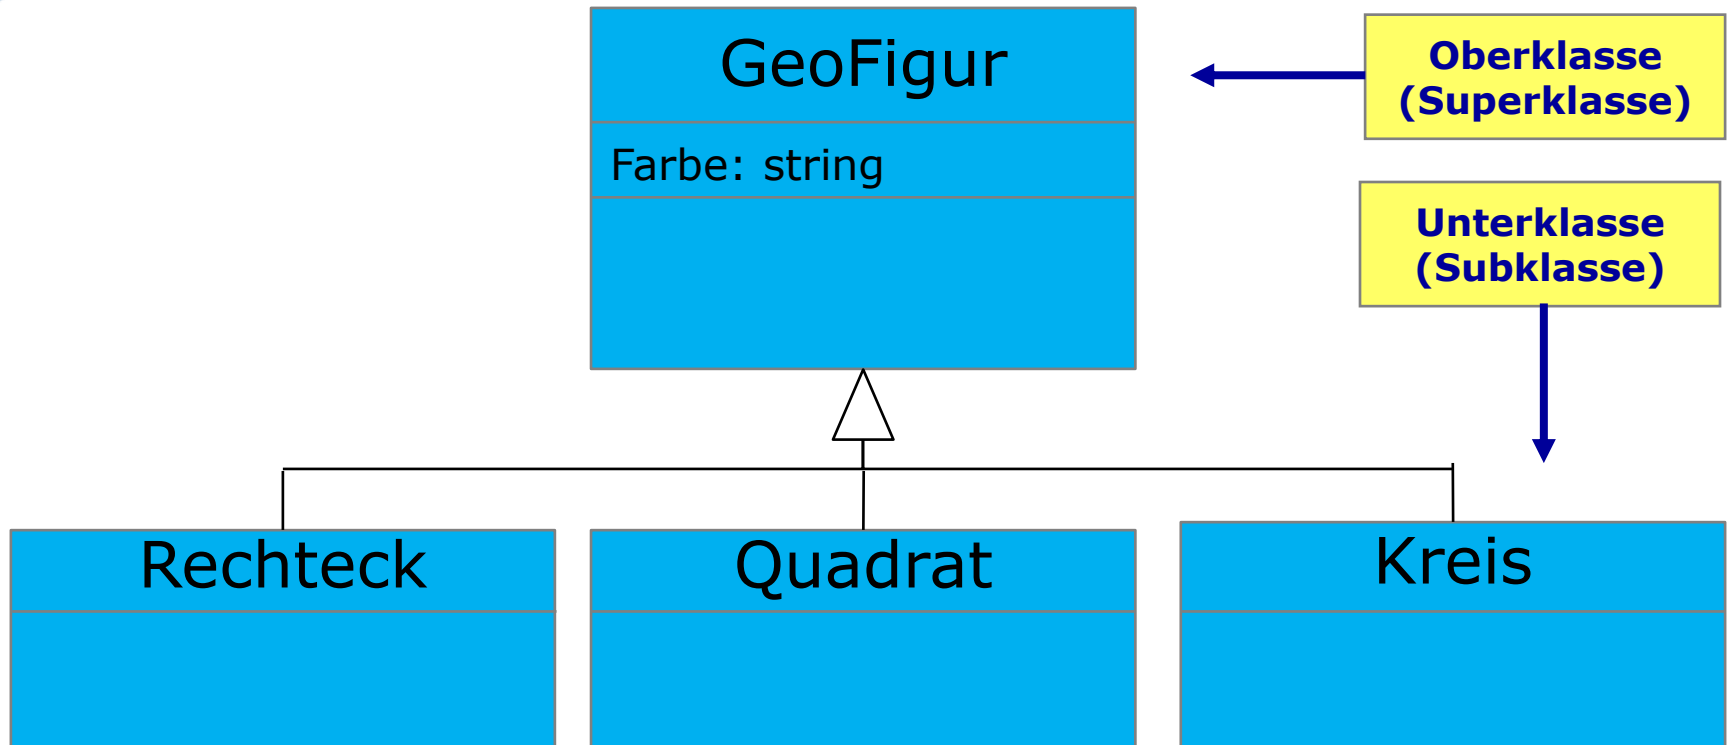 GeoFigur
Farbe: string
Oberklasse
(Superklasse)
Unterklasse
(Subklasse)
Rechteck
Quadrat
Kreis